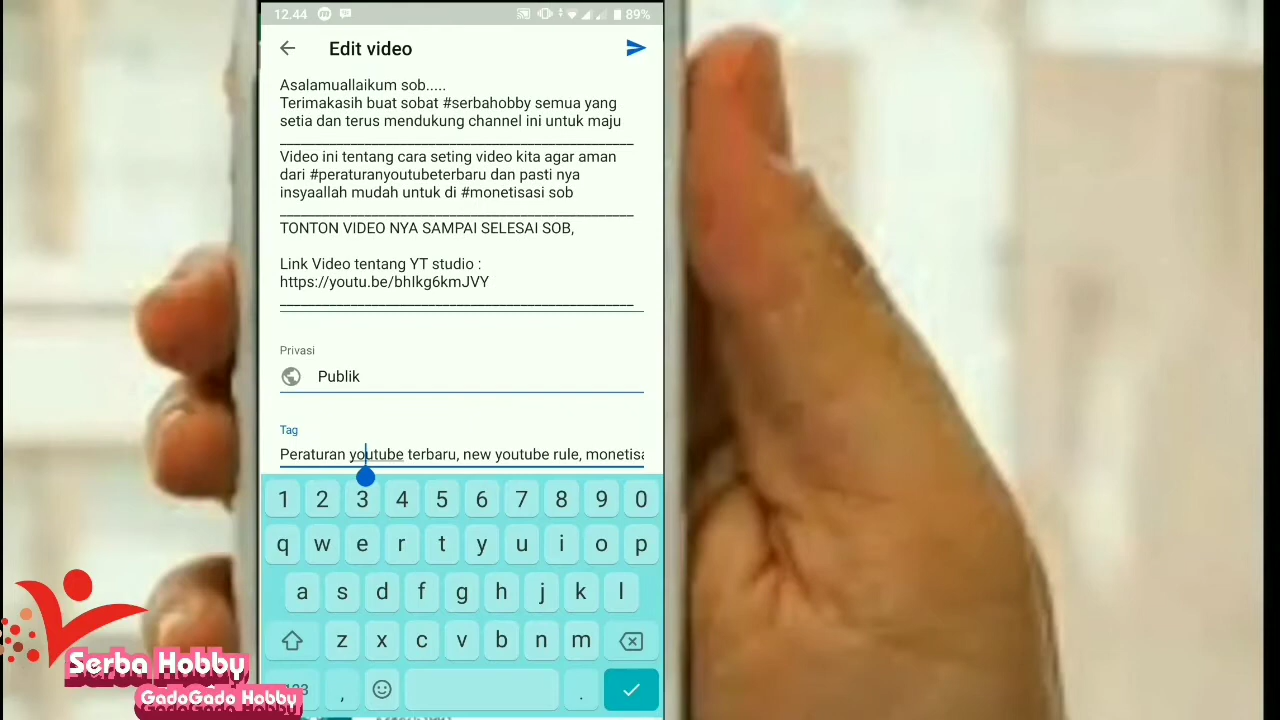 12.44
89%
Edit video
Asalamuallaikum sob.....
Terimakasih buat sobat #serbahobby semua yang
setia dan terus mendukung channel ini untuk maju
Video ini tentang cara seting video kita agar aman
dari #peraturanyoutubeterbaru dan pasti nya
insyaallah mudah untuk di #monetisasi sob
TONTON VIDEO NYA SAMPAI SELESAI SOB,
Link Video tentang YT studio :
https://youtu.be/bhIkg6kmJVY
Privasi
Publik
Tag
Peraturan youtube terbaru, new youtube rule, monetisa
1 2 3 4 5 6 7 8 9 0
q w e r t y u i o p
a s d f g h j k l
z x c v b n m
, .
Serba Hobby
GadoGado Hobby